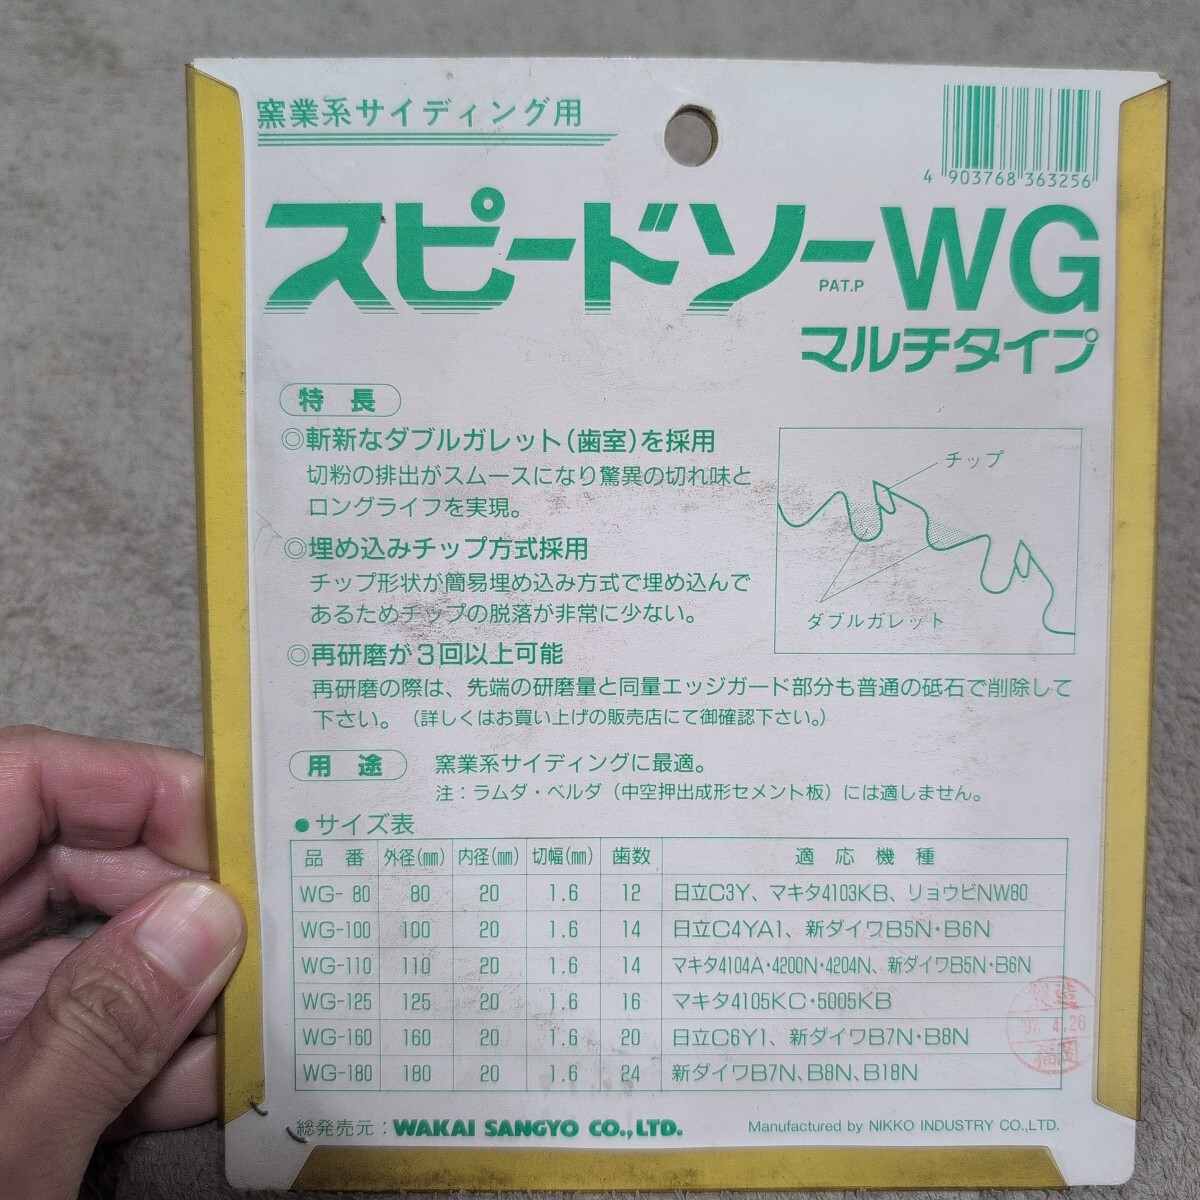 窯業系サイディング用
4 903768 363256
スピードソーWG
PAT.P
マルチタイプ
特長
◎斬新なダブルガレット(歯室)を採用
切粉の排出がスムースになり驚異の切れ味と
ロングライフを実現。
◎埋め込みチップ方式採用
チップ形状が簡易埋め込み方式で埋め込んで
あるためチップの脱落が非常に少ない。
チップ
ダブルガレット
◎再研磨が3回以上可能
再研磨の際は、先端の研磨量と同量エッジガード部分も普通の砥石で削除して
下さい。(詳しくはお買い上げの販売店にて御確認下さい。)
用途 窯業系サイディングに最適。
注:ラムダ・ベルダ(中空押出成形セメント板)には適しません。
●サイズ表
品番 外径(mm) 内径(mm) 切幅(mm) 歯数 適応機種
WG-80 80 20 1.6 12 日立C3Y、マキタ4103KB、リョウビNW80
WG-100 100 20 1.6 14 日立C4YA1、新ダイワB5N・B6N
WG-110 110 20 1.6 14 マキタ4104A・4200N・4204N、新ダイワB5N・B6N
WG-125 125 20 1.6 16 マキタ4105KC・5005KB
WG-160 160 20 1.6 20 日立C6Y1、新ダイワB7N・B8N
WG-180 180 20 1.6 24 新ダイワB7N、B8N、B18N
製造
'97.4.26
福岡
総発売元:WAKAI SANGYO CO.,LTD.
Manufactured by NIKKO INDUSTRY CO.,LTD.